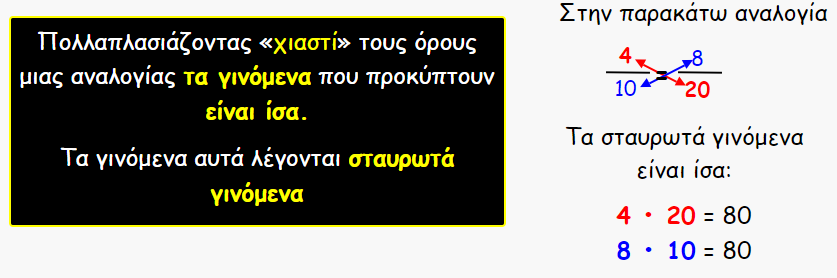 Πολλαπλασιάζοντας «χιαστί» τους όρους
μιας αναλογίας τα γινόμενα που προκύπτουν
είναι ίσα.
Τα γινόμενα αυτά λέγονται σταυρωτά
γινόμενα
Στην παρακάτω αναλογία
4 8
=
10 20
Τα σταυρωτά γινόμενα
είναι ίσα:
4 · 20 = 80
8 · 10 = 80